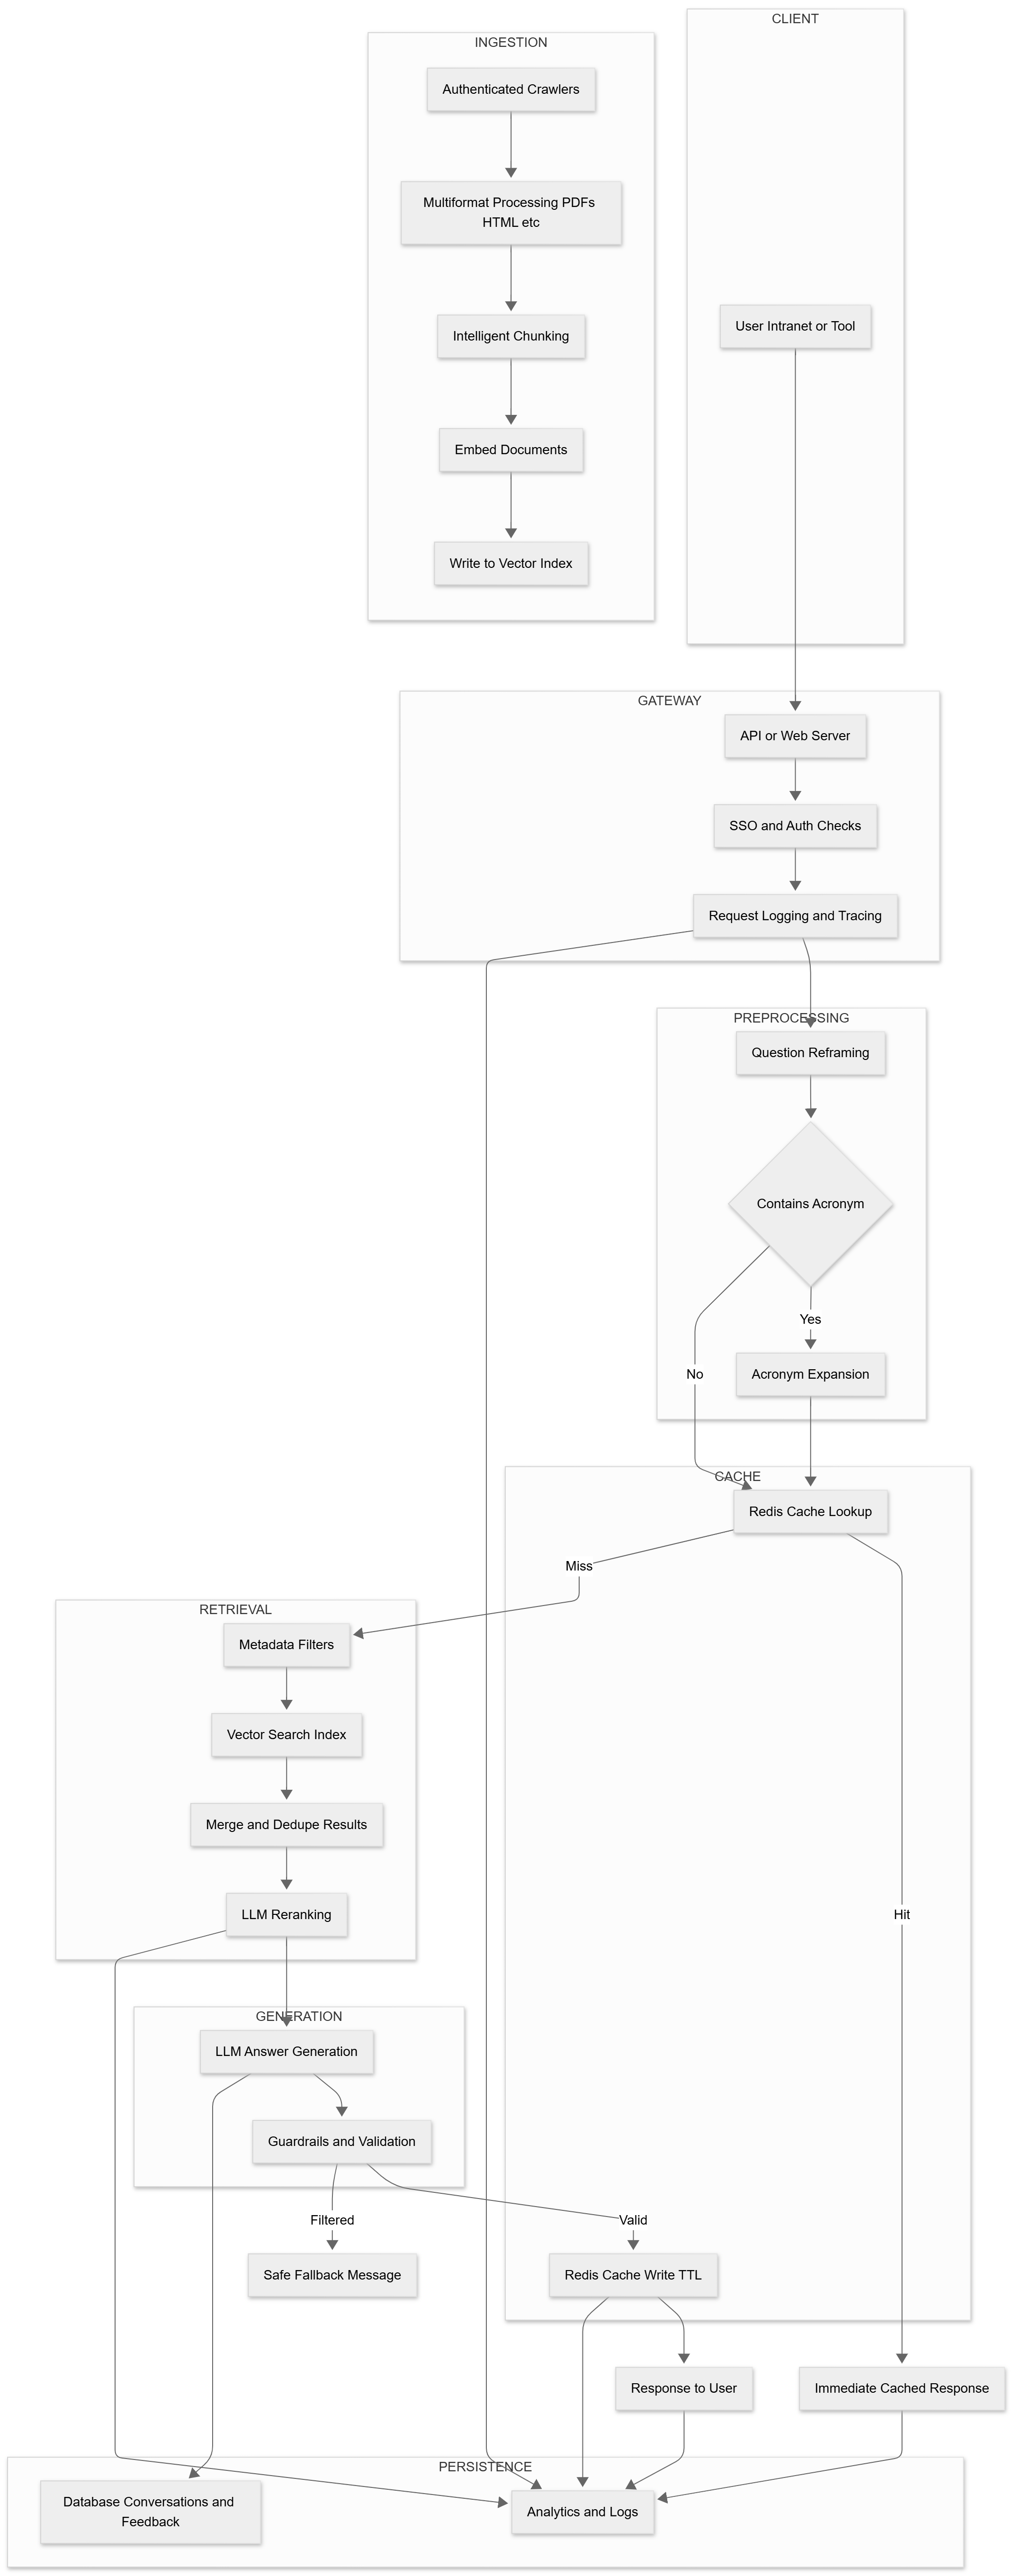 CLIENT
INGESTION
Authenticated Crawlers
Multiformat Processing PDFs
HTML etc
User Intranet or Tool
Intelligent Chunking
Embed Documents
Write to Vector Index
GATEWAY
API or Web Server
SSO and Auth Checks
Request Logging and Tracing
PREPROCESSING
Question Reframing
Contains Acronym
Yes
No
Acronym Expansion
CACHE
Redis Cache Lookup
Miss
RETRIEVAL
Metadata Filters
Vector Search Index
Merge and Dedupe Results
LLM Reranking
Hit
GENERATION
LLM Answer Generation
Guardrails and Validation
Filtered
Valid
Safe Fallback Message
Redis Cache Write TTL
Response to User
Immediate Cached Response
PERSISTENCE
Database Conversations and
Feedback
Analytics and Logs